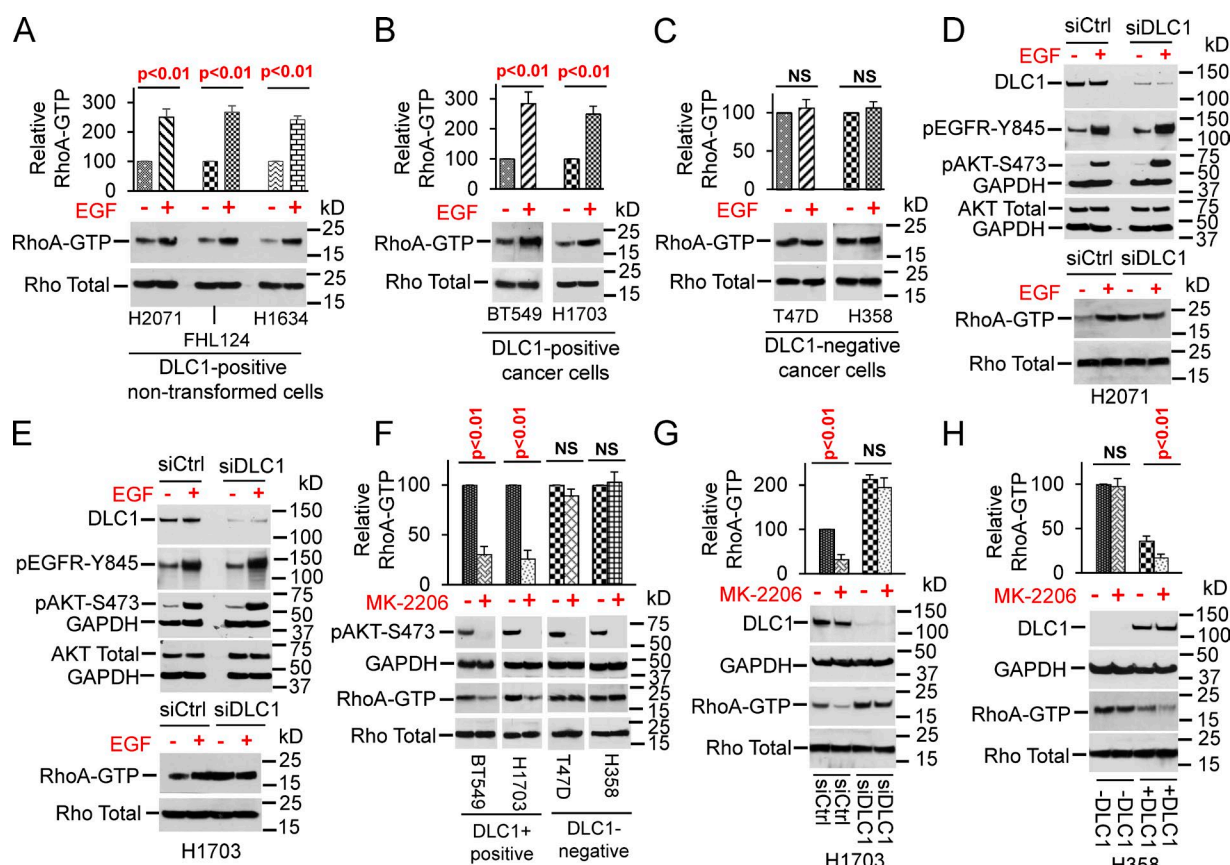 A
p<0.01 p<0.01 p<0.01
Relative
RhoA-GTP
300
200
100
EGF - + - + - + kD
RhoA-GTP
25
15
Rho Total
25
15
H2071 H1634
FHL124
DLC1-positive
non-transformed cells
B
p<0.01 p<0.01
Relative
RhoA-GTP
300
200
100
EGF - + - + kD
RhoA-GTP
25
15
Rho Total
25
15
BT549 H1703
DLC1-positive
cancer cells
C
NS NS
Relative
RhoA-GTP
100
50
0
EGF - + - + kD
RhoA-GTP
25
15
Rho Total
25
15
T47D H358
DLC1-negative
cancer cells
D
siCtrl siDLC1
EGF - + - + kD
DLC1
150
100
pEGFR-Y845
150
100
pAKT-S473
75
50
GAPDH
37
AKT Total
75
50
GAPDH
37
siCtrl siDLC1
EGF - + - + kD
RhoA-GTP
25
15
Rho Total
25
15
H2071
E
siCtrl siDLC1
EGF - + - + kD
DLC1
150
100
pEGFR-Y845
150
100
pAKT-S473
75
50
GAPDH
37
AKT Total
75
50
GAPDH
37
siCtrl siDLC1
EGF - + - + kD
RhoA-GTP
25
15
Rho Total
25
15
H1703
F
p<0.01 p<0.01 NS NS
Relative
RhoA-GTP
100
50
0
MK-2206 - + - + - + - + kD
pAKT-S473
75
50
GAPDH
50
37
RhoA-GTP
25
15
Rho Total
25
15
BT549 H1703 T47D H358
DLC1+
positive
DLC1-
negative
G
p<0.01 NS
Relative
RhoA-GTP
200
100
0
MK-2206 - + - + kD
DLC1
150
100
GAPDH
50
37
RhoA-GTP
25
15
Rho Total
25
15
siCtrl siCtrl siDLC1 siDLC1
H1703
H
NS p<0.01
Relative
RhoA-GTP
100
50
0
MK-2206 - + - + kD
DLC1
150
100
GAPDH
50
37
RhoA-GTP
25
15
Rho Total
25
15
-DLC1 -DLC1 +DLC1 +DLC1
H358